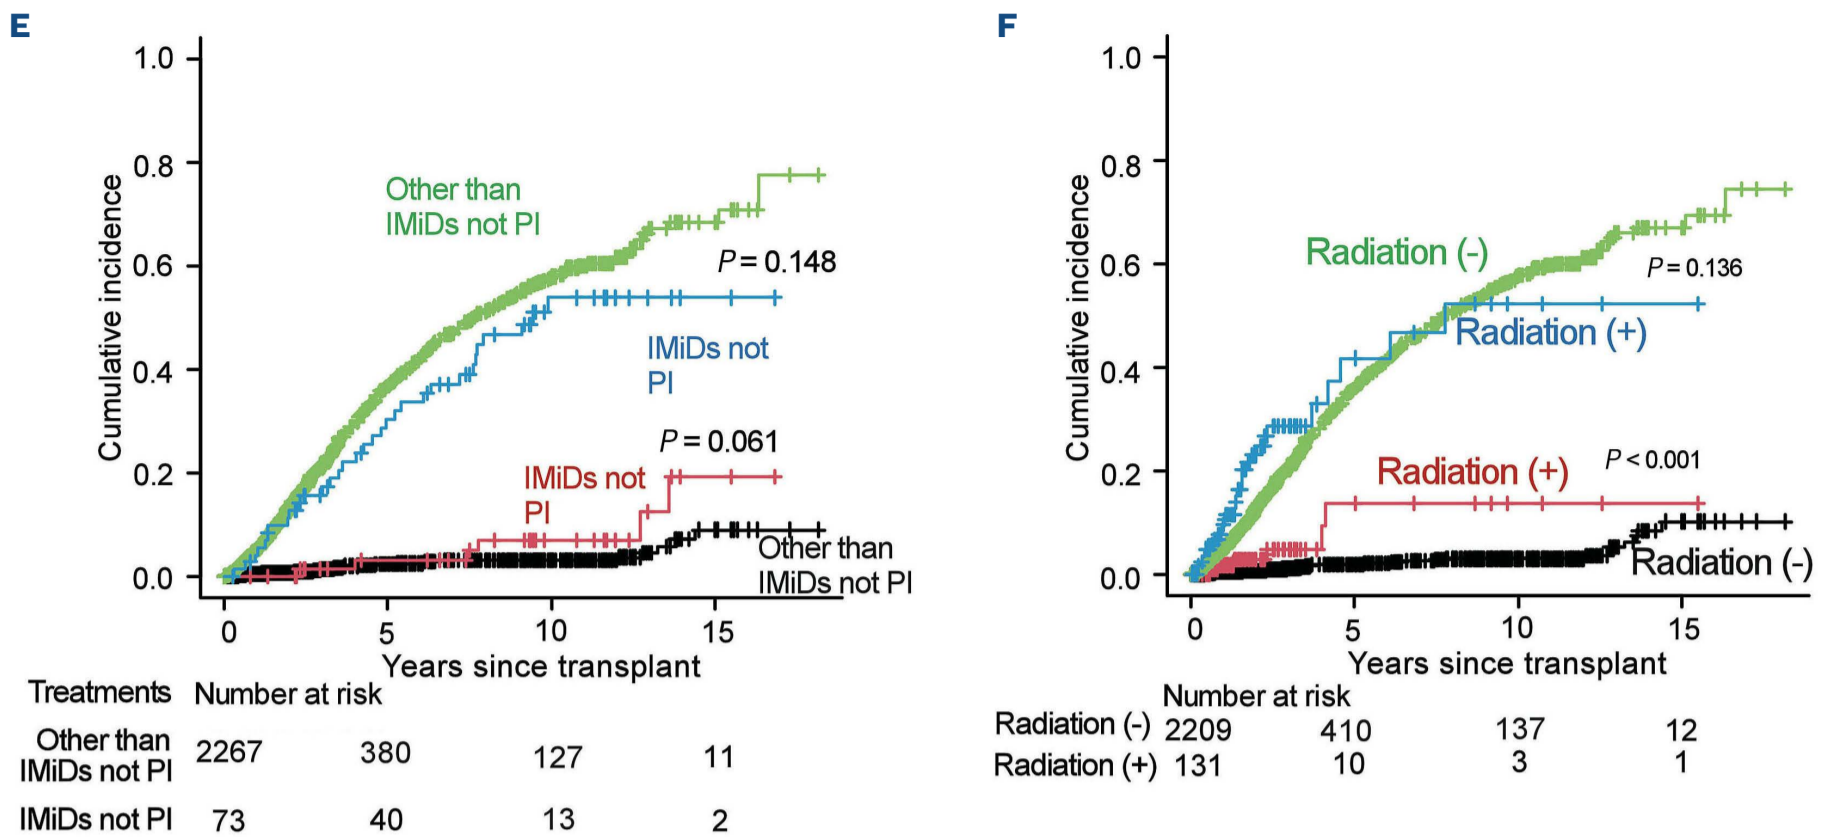 E
1.0
0.8
0.6
0.4
0.2
0.0
Cumulative incidence
Other than
IMiDs not PI
P = 0.148
IMiDs not
PI
P = 0.061
IMiDs not
PI
Other than
IMiDs not PI
0 5 10 15
Years since transplant
Treatments Number at risk
Other than
IMiDs not PI 2267 380 127 11
IMiDs not PI 73 40 13 2
F
1.0
0.8
0.6
0.4
0.2
0.0
Cumulative incidence
Radiation (-)
P = 0.136
Radiation (+)
P < 0.001
Radiation (+)
Radiation (-)
0 5 10 15
Years since transplant
Number at risk
Radiation (-) 2209 410 137 12
Radiation (+) 131 10 3 1